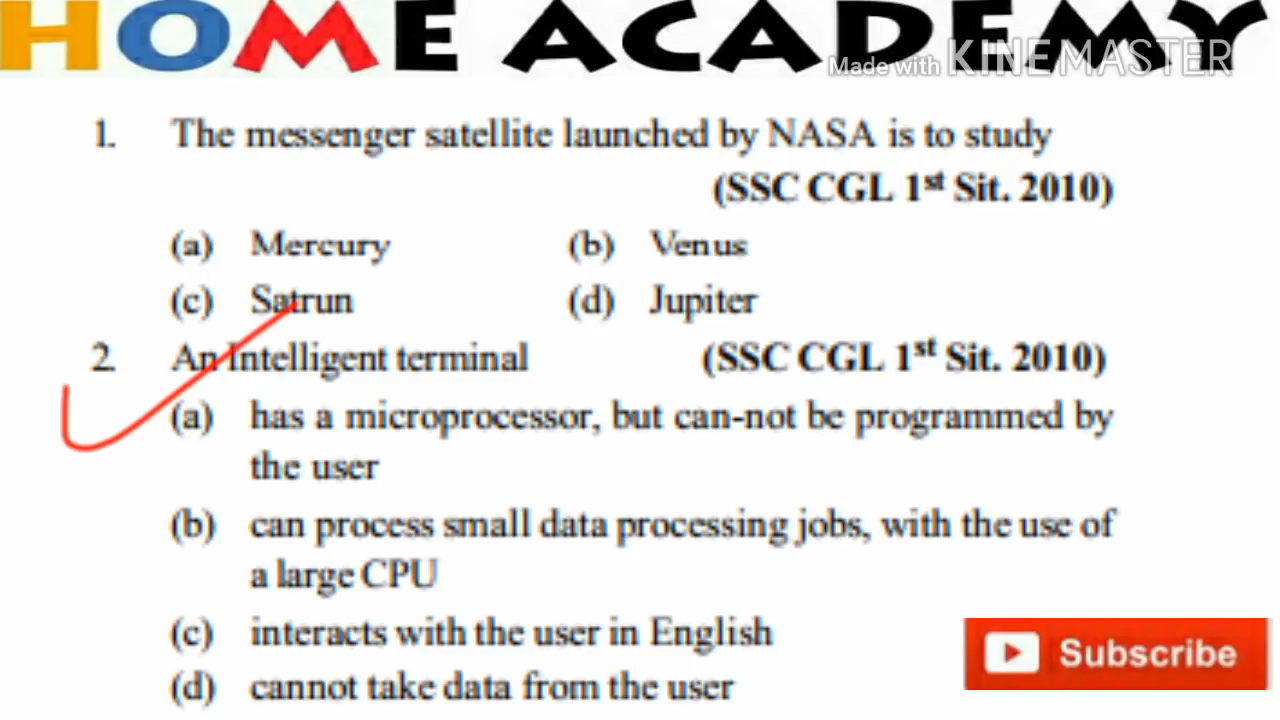 HOME ACADEMY
Made with KINEMASTER
1. The messenger satellite launched by NASA is to study
(SSC CGL 1st Sit. 2010)
(a) Mercury (b) Venus
(c) Satrun (d) Jupiter
2. An Intelligent terminal (SSC CGL 1st Sit. 2010)
(a) has a microprocessor, but can-not be programmed by
the user
(b) can process small data processing jobs, with the use of
a large CPU
(c) interacts with the user in English
(d) cannot take data from the user
Subscribe